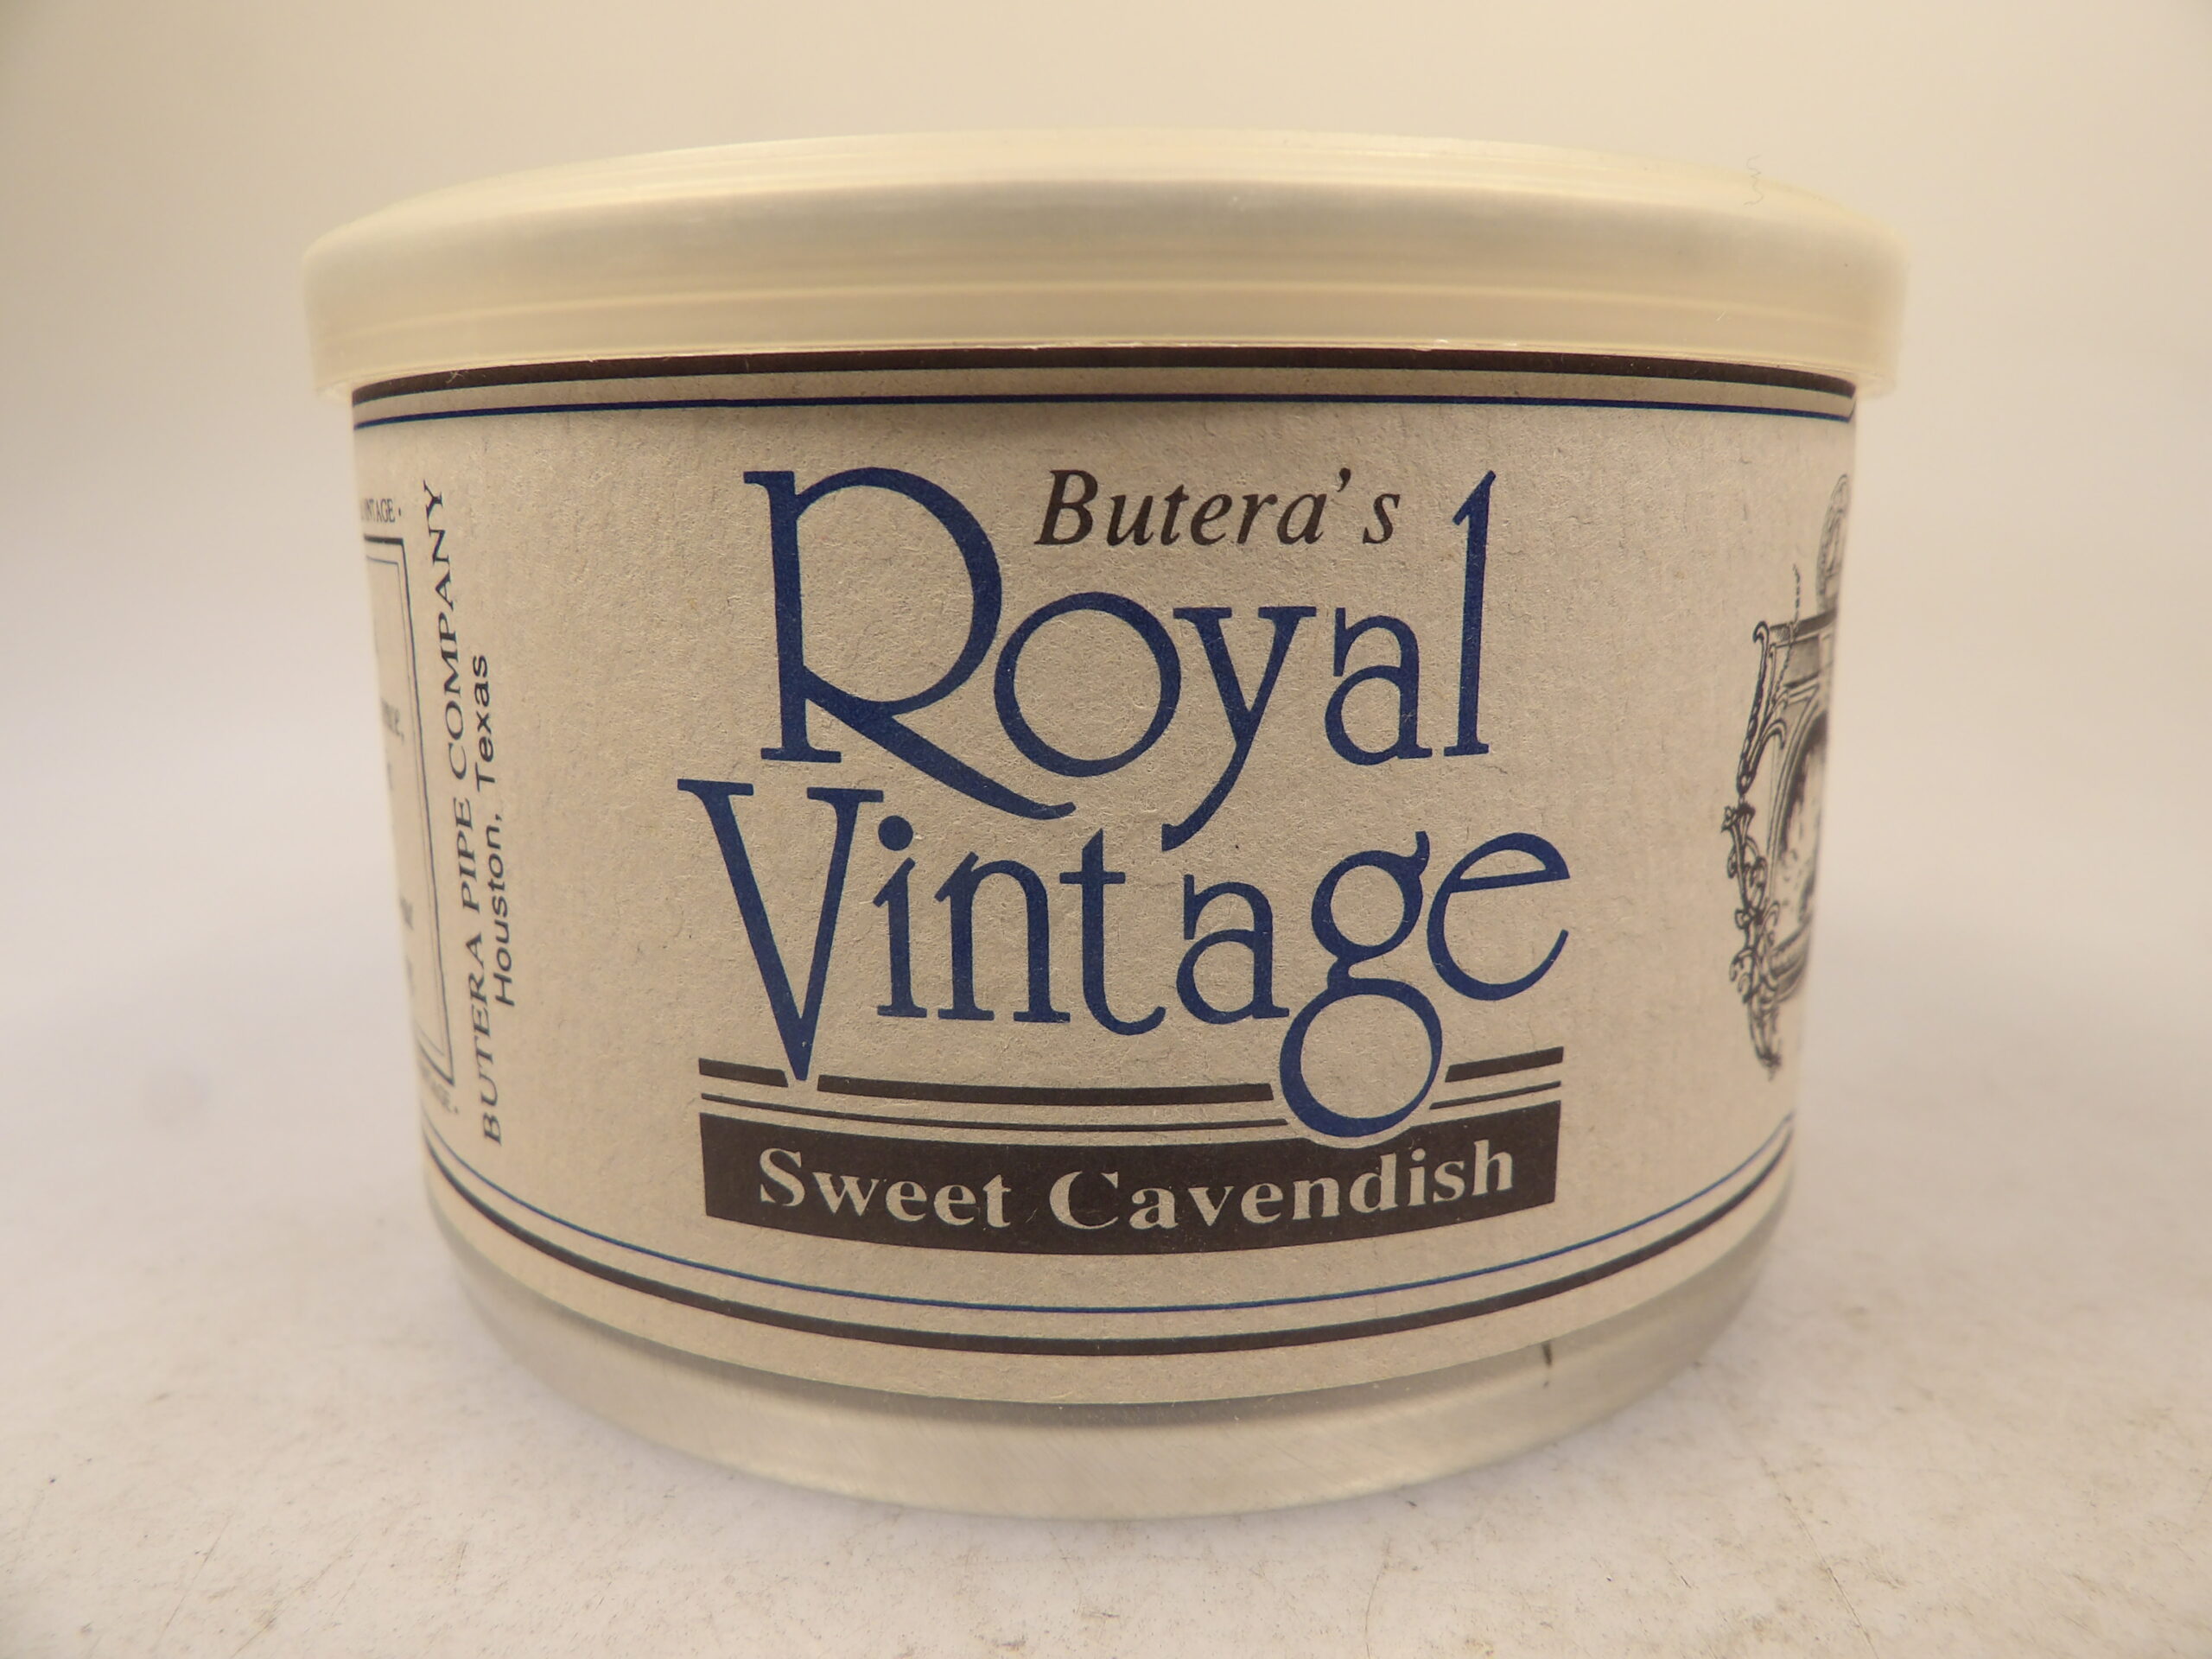 Butera's
Royal
Vintage
Sweet Cavendish
BUTERA PIPE COMPANY
Houston, Texas